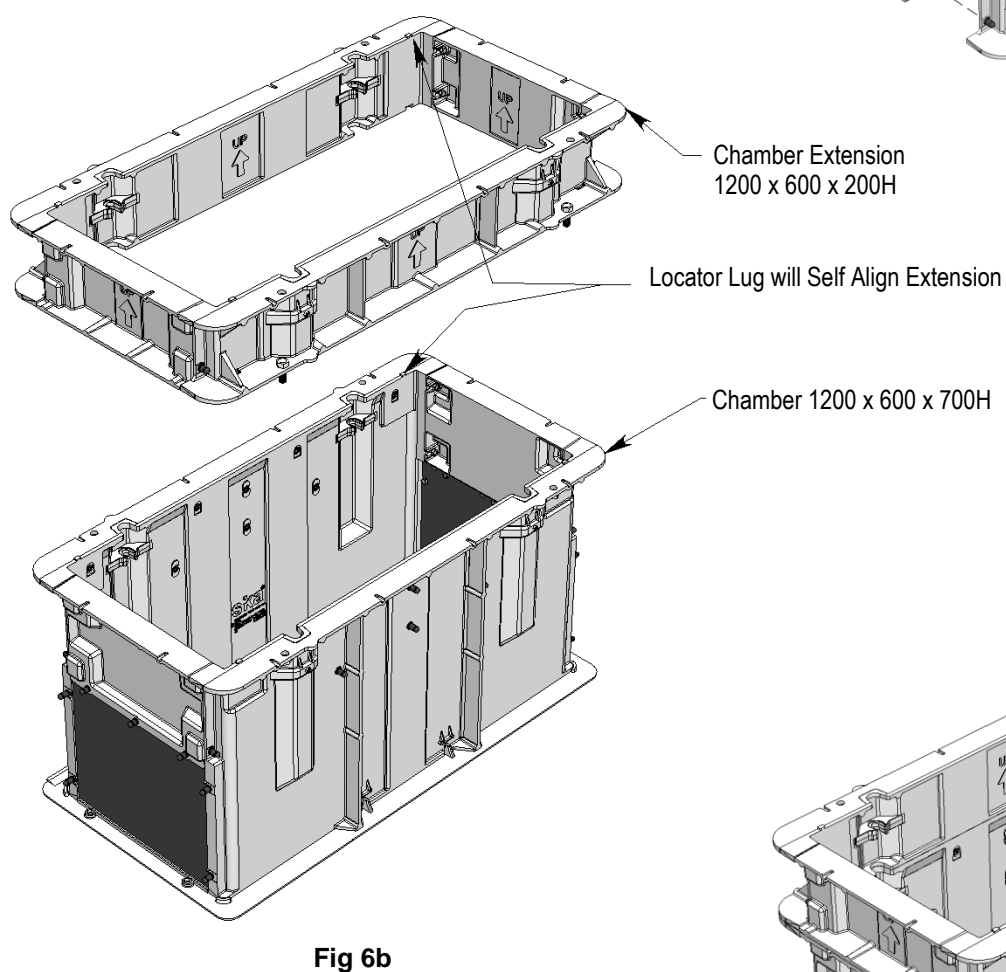 UP
UP
UP
UP
Chamber Extension
1200 x 600 x 200H
Locator Lug will Self Align Extension
Chamber 1200 x 600 x 700H
Fig 6b